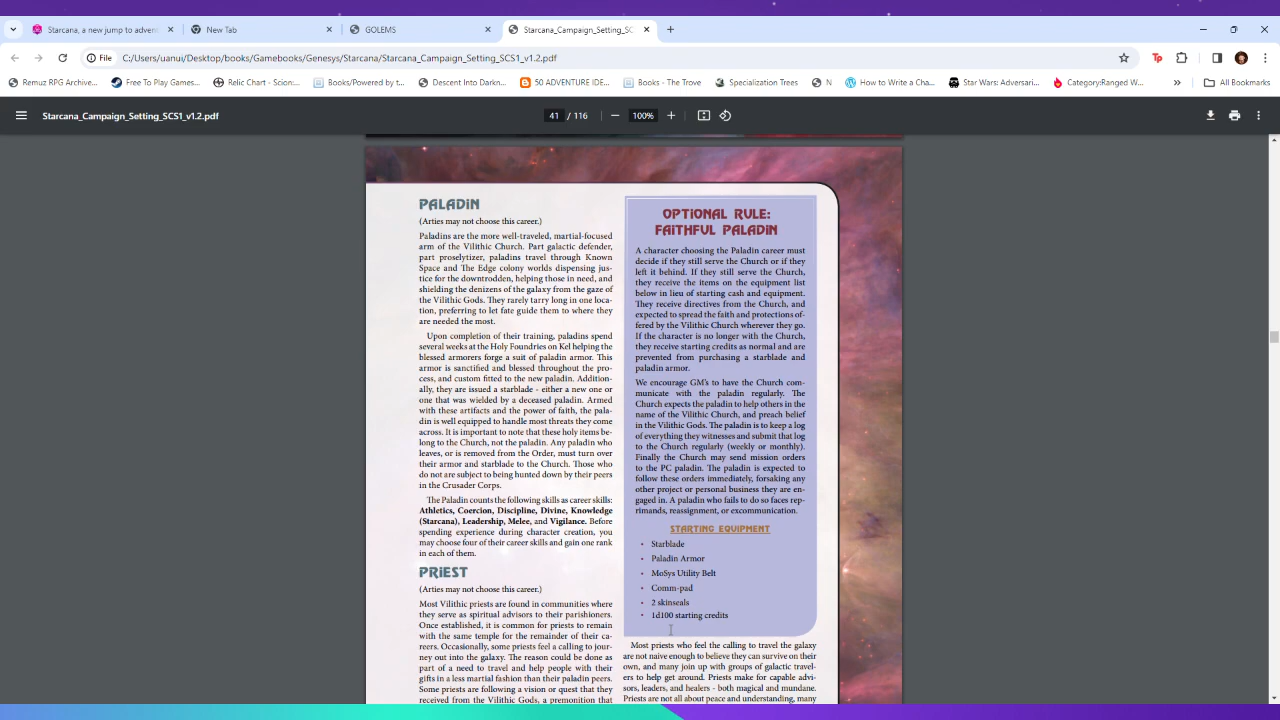 Starcana, a new jump to adven
New Tab
GOLEMS
Starcana_Campaign_Setting_SC
File
C:/Users/uanui/Desktop/books/Gamebooks/Genesys/Starcana/Starcana_Campaign_Setting_SCS1_v1.2.pdf
Remuz RPG Archive...
Free To Play Games...
Relic Chart - Scion:...
Books/Powered by t...
Descent Into Darkn...
50 ADVENTURE IDE...
Books - The Trove
Specialization Trees
N
How to Write a Cha...
Star Wars: Adversari...
Category:Ranged W...
All Bookmarks
Starcana_Campaign_Setting_SCS1_v1.2.pdf
41 / 116
100%
PALADIN
(Arties may not choose this career.)
Paladins are the more well-traveled, martial-focused
arm of the Vilithic Church. Part galactic defender,
part proselytizer, paladins travel through Known
Space and The Edge colony worlds dispensing jus-
tice for the downtrodden, helping those in need, and
shielding the denizens of the galaxy from the gaze of
the Vilithic Gods. They rarely tarry long in one loca-
tion, preferring to let fate guide them to where they
are needed the most.
Upon completion of their training, paladins spend
several weeks at the Holy Foundries on Kel helping the
blessed armorers forge a suit of paladin armor. This
armor is sanctified and blessed throughout the pro-
cess, and custom fitted to the new paladin. Addition-
ally, they are issued a starblade - either a new one or
one that was wielded by a deceased paladin. Armed
with these artifacts and the power of faith, the pala-
din is well equipped to handle most threats they come
across. It is important to note that these holy items be-
long to the Church, not the paladin. Any paladin who
leaves, or is removed from the Order, must turn over
their armor and starblade to the Church. Those who
do not are subject to being hunted down by their peers
in the Crusader Corps.
The Paladin counts the following skills as career skills:
Athletics, Coercion, Discipline, Divine, Knowledge
(Starcana), Leadership, Melee, and Vigilance. Before
spending experience during character creation, you
may choose four of their career skills and gain one rank
in each of them.
PRIEST
(Arties may not choose this career.)
Most Vilithic priests are found in communities where
they serve as spiritual advisors to their parishioners.
Once established, it is common for priests to remain
with the same temple for the remainder of their ca-
reers. Occasionally, some priests feel a calling to jour-
ney out into the galaxy. The reason could be done as
part of a need to travel and help people with their
gifts in a less martial fashion than their paladin peers.
Some priests are following a vision or quest that they
received from the Vilithic Gods, a premonition that
OPTIONAL RULE:
FAITHFUL PALADIN
A character choosing the Paladin career must
decide if they still serve the Church or if they
left it behind. If they still serve the Church,
they receive the items on the equipment list
below in lieu of starting cash and equipment.
They receive directives from the Church, and
expected to spread the faith and protections of-
fered by the Vilithic Church wherever they go.
If the character is no longer with the Church,
they receive starting credits as normal and are
prevented from purchasing a starblade and
paladin armor.
We encourage GM's to have the Church com-
municate with the paladin regularly. The
Church expects the paladin to help others in the
name of the Vilithic Church, and preach belief
in the Vilithic Gods. The paladin is to keep a log
of everything they witnesses and submit that log
to the Church regularly (weekly or monthly).
Finally the Church may send mission orders
to the PC paladin. The paladin is expected to
follow these orders immediately, forsaking any
other project or personal business they are en-
gaged in. A paladin who fails to do so faces rep-
rimands, reassignment, or excommunication.
STARTING EQUIPMENT
• Starblade
• Paladin Armor
• MoSys Utility Belt
• Comm-pad
• 2 skinseals
• 1d100 starting credits
Most priests who feel the calling to travel the galaxy
are not naive enough to believe they can survive on their
own, and many join up with groups of galactic travel-
ers to help get around. Priests make for capable advi-
sors, leaders, and healers - both magical and mundane.
Priests are not all about peace and understanding, many